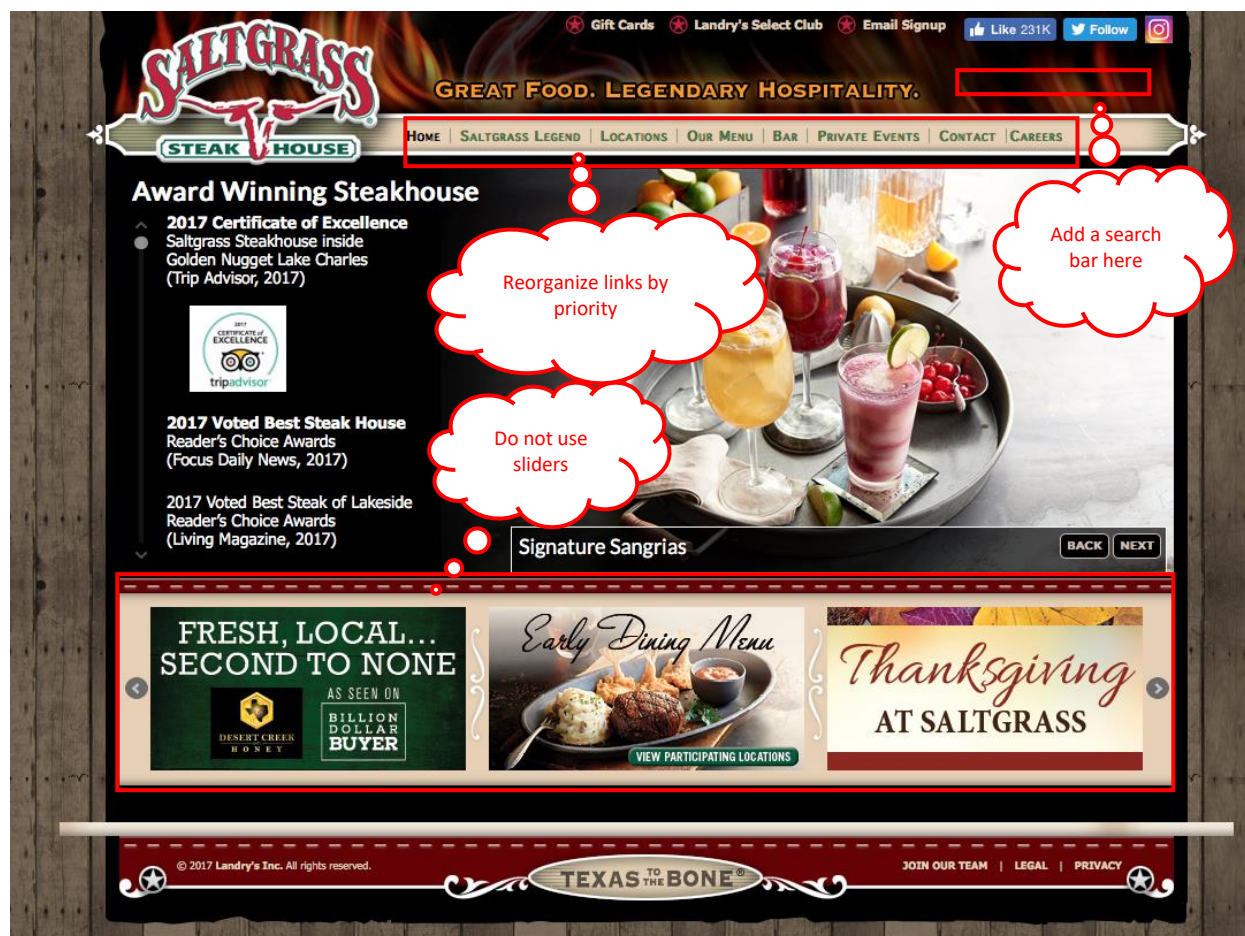 SALTGRASS
STEAK HOUSE
Gift Cards Landry's Select Club Email Signup Like 231K Follow
GREAT FOOD. LEGENDARY HOSPITALITY.
HOME | SALTGRASS LEGEND | LOCATIONS | OUR MENU | BAR | PRIVATE EVENTS | CONTACT | CAREERS
Award Winning Steakhouse
2017 Certificate of Excellence
Saltgrass Steakhouse inside
Golden Nugget Lake Charles
(Trip Advisor, 2017)
2017
CERTIFICATE of
EXCELLENCE
tripadvisor
2017 Voted Best Steak House
Reader's Choice Awards
(Focus Daily News, 2017)
2017 Voted Best Steak of Lakeside
Reader's Choice Awards
(Living Magazine, 2017)
Reorganize links by
priority
Add a search
bar here
Do not use
sliders
Signature Sangrias
BACK NEXT
FRESH, LOCAL...
SECOND TO NONE
DESERT CREEK
HONEY
AS SEEN ON
BILLION
DOLLAR
BUYER
Early Dining Menu
VIEW PARTICIPATING LOCATIONS
Thanksgiving
AT SALTGRASS
© 2017 Landry's Inc. All rights reserved.
TEXAS TO THE BONE®
JOIN OUR TEAM | LEGAL | PRIVACY